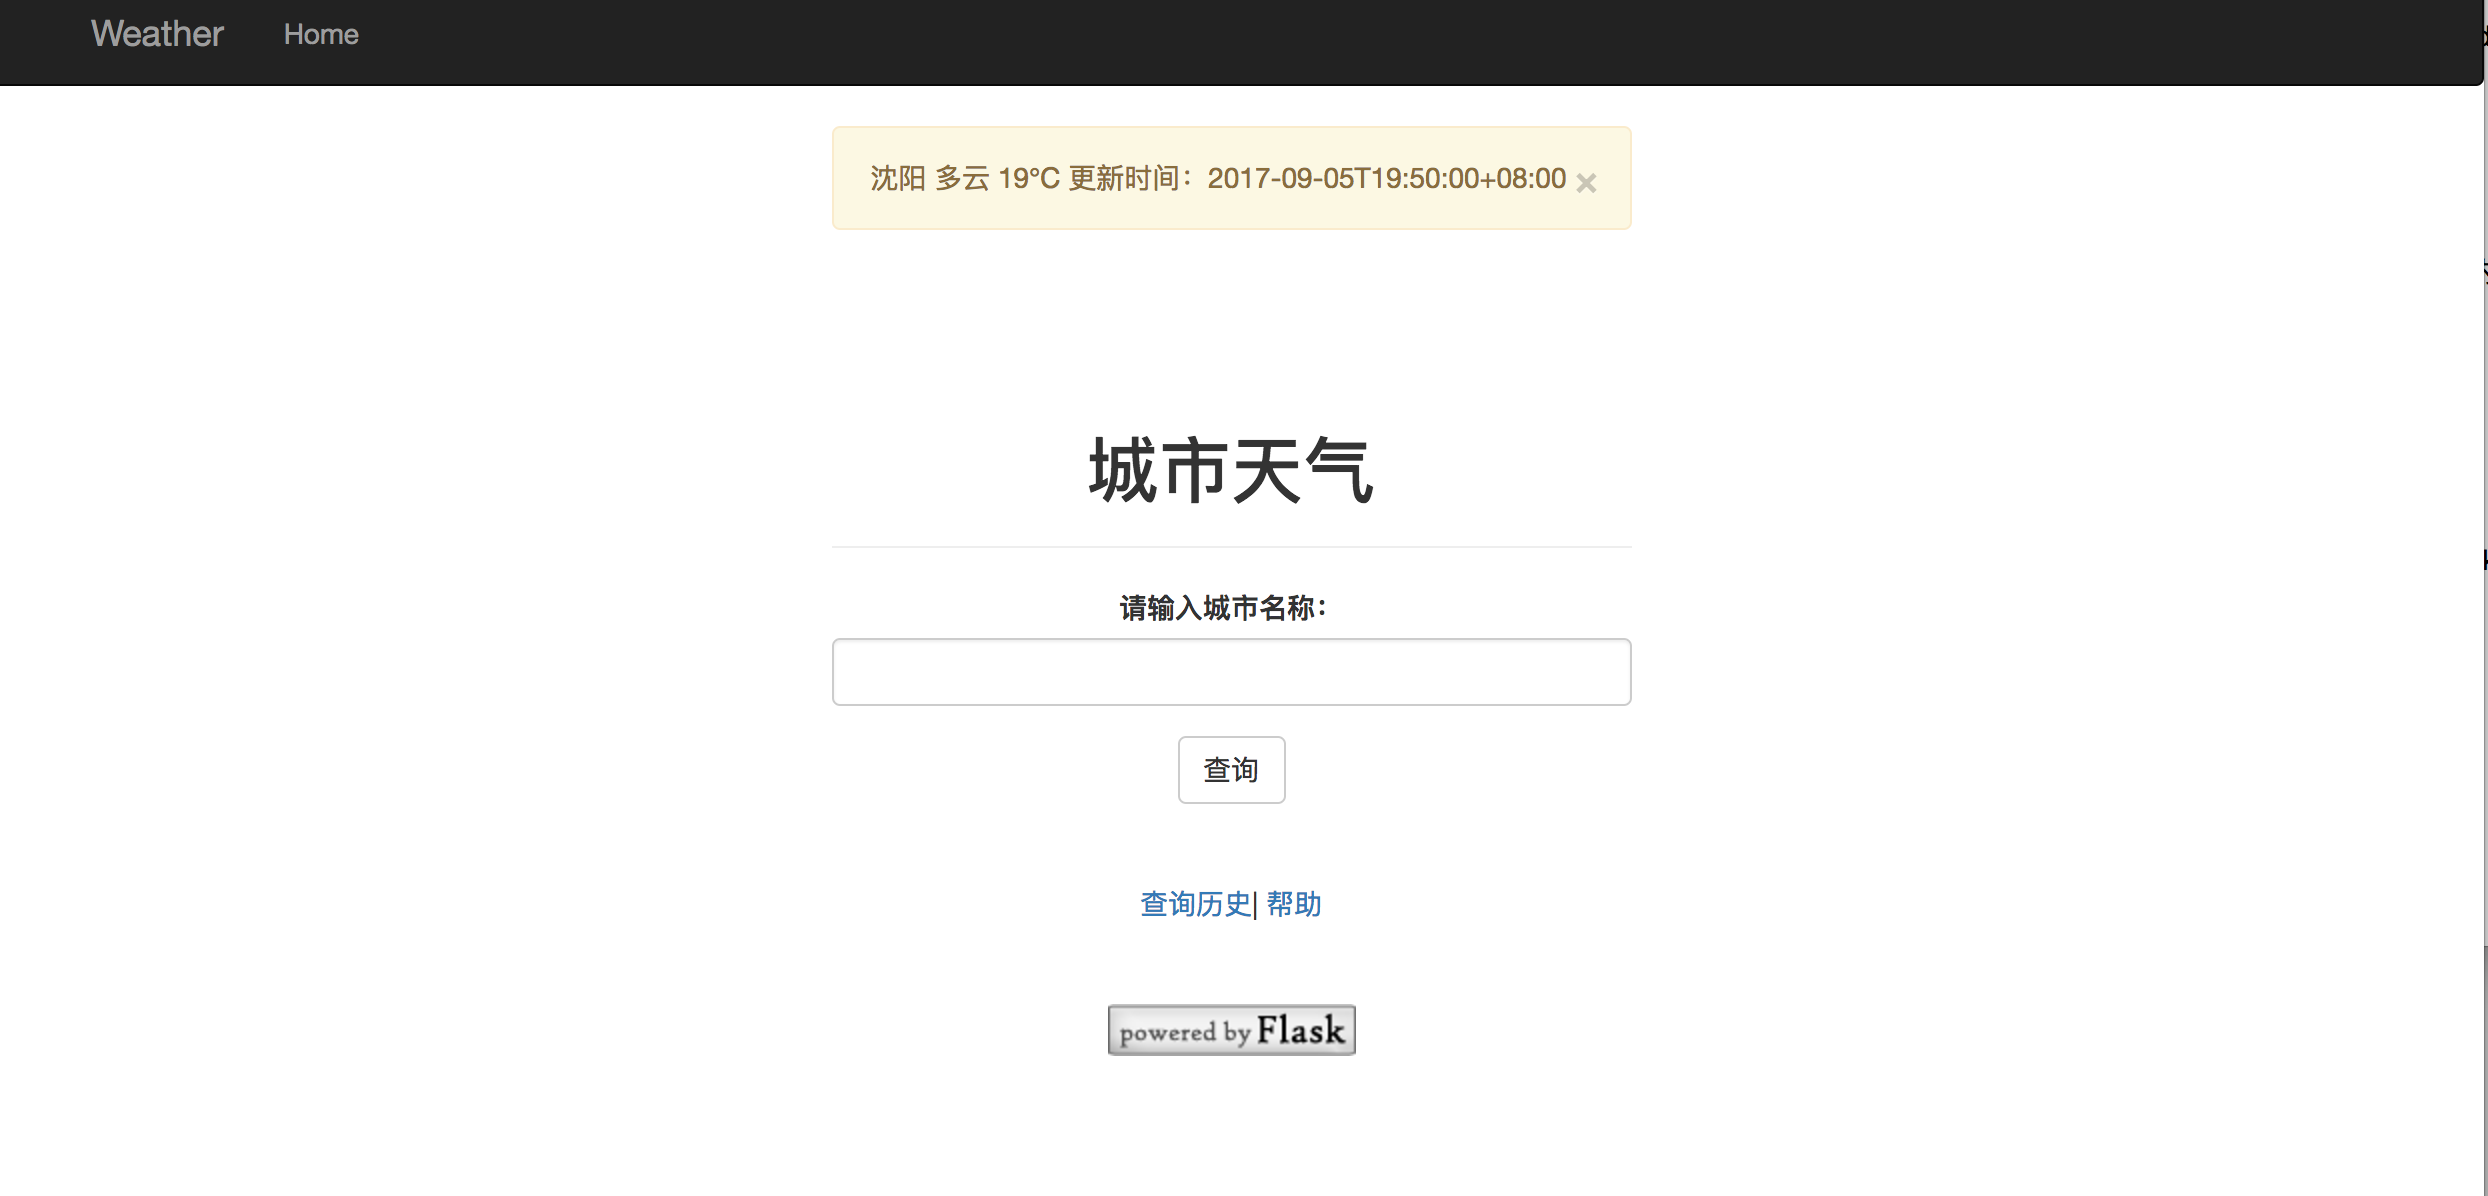 Weather Home
沈阳 多云 19°C 更新时间：2017-09-05T19:50:00+08:00 ×
城市天气
请输入城市名称：
查询
查询历史| 帮助
powered by Flask